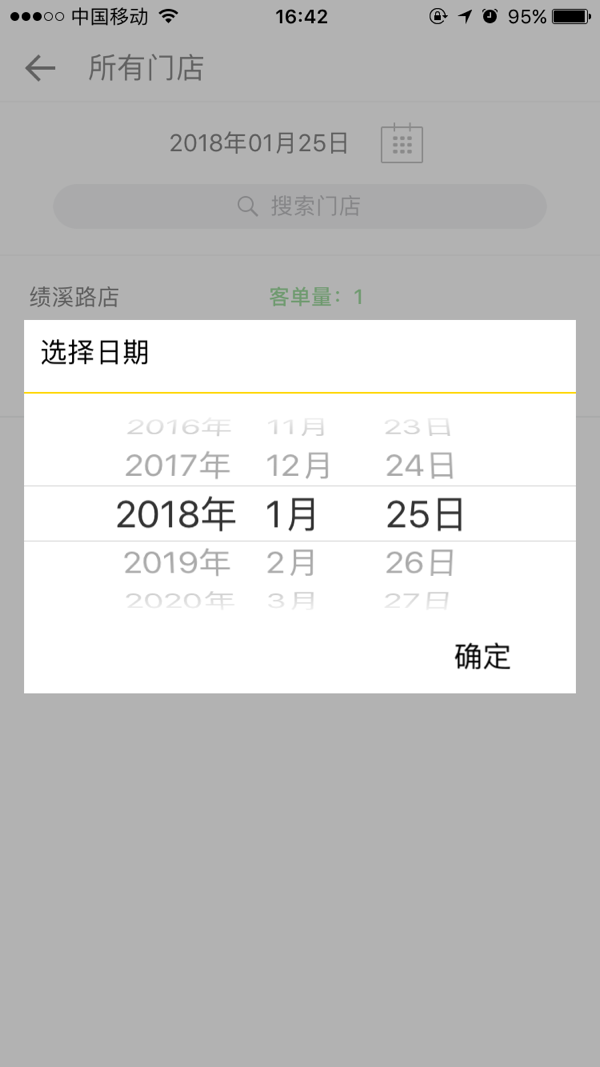 中国移动 16:42 95%
所有门店
2018年01月25日
搜索门店
绩溪路店 客单量：1
选择日期
2016年 11月 23日
2017年 12月 24日
2018年 1月 25日
2019年 2月 26日
2020年 3月 27日
确定